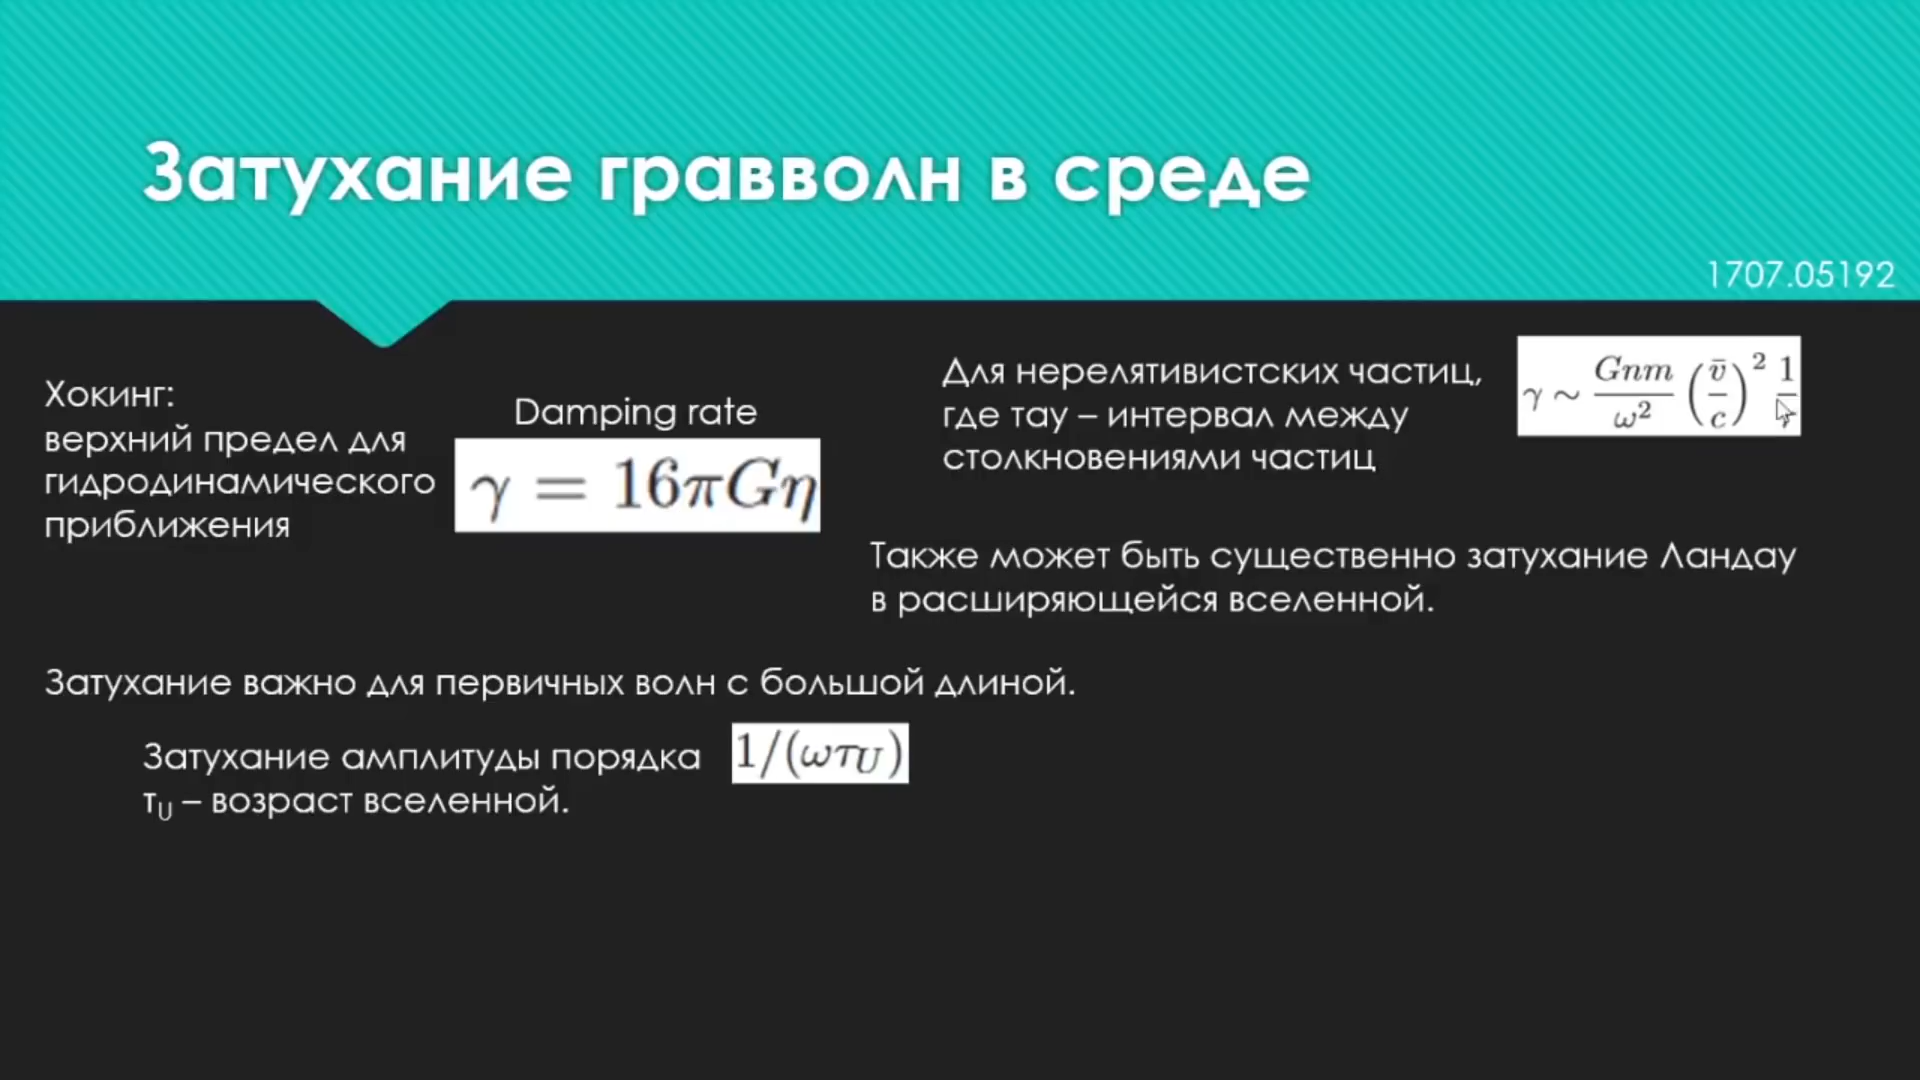 Затухание гравволн в среде
1707.05192
Хокинг:
верхний предел для
гидродинамического
приближения
Damping rate
γ = 16πGη
Для нерелятивистских частиц,
где тау – интервал между
столкновениями частиц
γ ~ Gnm/ω² (v̄/c)² 1/
Также может быть существенно затухание Ландау
в расширяющейся вселенной.
Затухание важно для первичных волн с большой длиной.
Затухание амплитуды порядка 1/(ωτ_U)
τ_U – возраст вселенной.